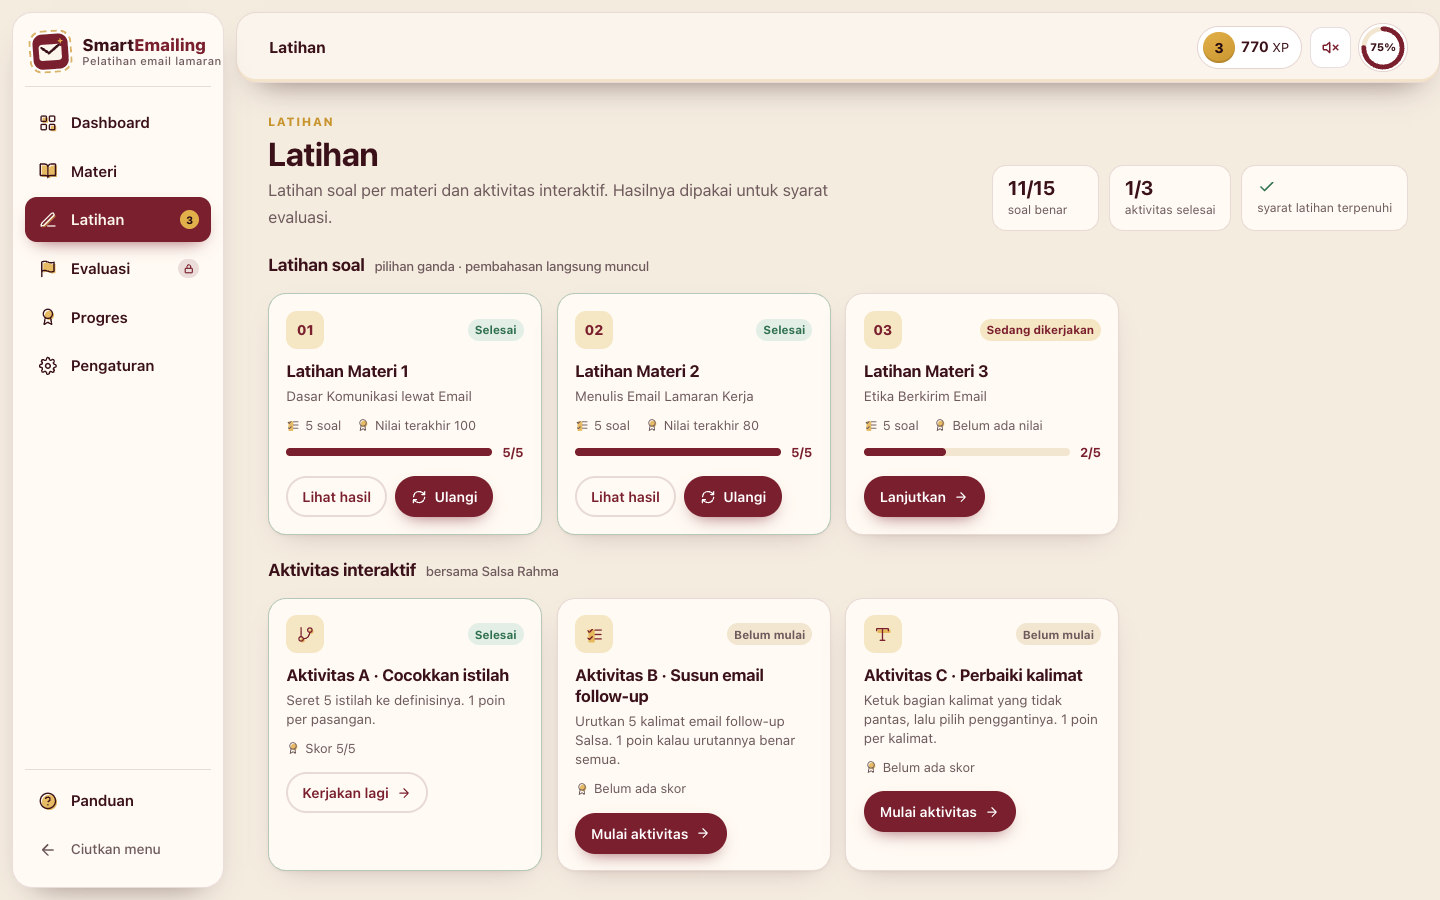 SmartEmailing
Pelatihan email lamaran
Dashboard
Materi
Latihan
3
Evaluasi
Progres
Pengaturan
Panduan
Ciutkan menu
Latihan
3
770 XP
75%
LATIHAN
Latihan
Latihan soal per materi dan aktivitas interaktif. Hasilnya dipakai untuk syarat
evaluasi.
11/15
soal benar
1/3
aktivitas selesai
syarat latihan terpenuhi
Latihan soal
pilihan ganda · pembahasan langsung muncul
01
Selesai
Latihan Materi 1
Dasar Komunikasi lewat Email
5 soal
Nilai terakhir 100
5/5
Lihat hasil
Ulangi
02
Selesai
Latihan Materi 2
Menulis Email Lamaran Kerja
5 soal
Nilai terakhir 80
5/5
Lihat hasil
Ulangi
03
Sedang dikerjakan
Latihan Materi 3
Etika Berkirim Email
5 soal
Belum ada nilai
2/5
Lanjutkan
Aktivitas interaktif
bersama Salsa Rahma
Selesai
Aktivitas A · Cocokkan istilah
Seret 5 istilah ke definisinya. 1 poin
per pasangan.
Skor 5/5
Kerjakan lagi
Belum mulai
Aktivitas B · Susun email
follow-up
Urutkan 5 kalimat email follow-up
Salsa. 1 poin kalau urutannya benar
semua.
Belum ada skor
Mulai aktivitas
Belum mulai
Aktivitas C · Perbaiki kalimat
Ketuk bagian kalimat yang tidak
pantas, lalu pilih penggantinya. 1 poin
per kalimat.
Belum ada skor
Mulai aktivitas